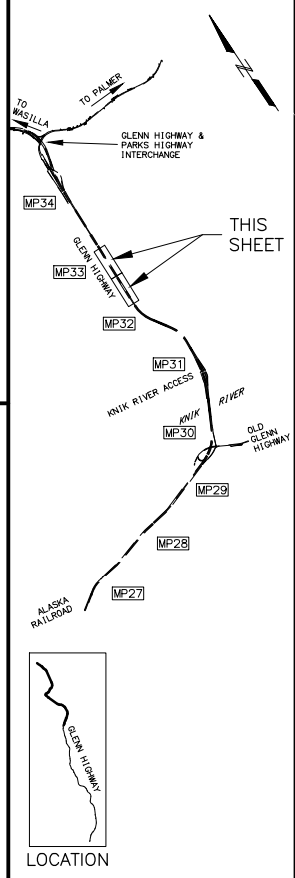 N
TO
WASILLA
TO PALMER
GLENN HIGHWAY &
PARKS HIGHWAY
INTERCHANGE
MP34
THIS
SHEET
GLENN HIGHWAY
MP33
MP32
MP31
KNIK RIVER ACCESS
KNIK RIVER
MP30
OLD
GLENN
HIGHWAY
MP29
MP28
MP27
ALASKA
RAILROAD
GLENN HIGHWAY
LOCATION